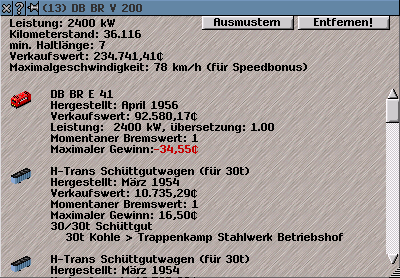 (13) DB BR V 200
Leistung: 2400 kW
Kilometerstand: 36.116
min. Haltlänge: 7
Verkaufswert: 234.741,41¢
Maximalgeschwindigkeit: 78 km/h (für Speedbonus)
Ausmustern
Entfernen!
DB BR E 41
Hergestellt: April 1956
Verkaufswert: 92.580,17¢
Leistung: 2400 kW, übersetzung: 1.00
Momentaner Bremswert: 1
Maximaler Gewinn:-34,55¢
H-Trans Schüttgutwagen (für 30t)
Hergestellt: März 1954
Verkaufswert: 10.735,29¢
Momentaner Bremswert: 1
Maximaler Gewinn: 16,50¢
30/30t Schüttgut
30t Kohle > Trappenkamp Stahlwerk Betriebshof
H-Trans Schüttgutwagen (für 30t)
Hergestellt: März 1954